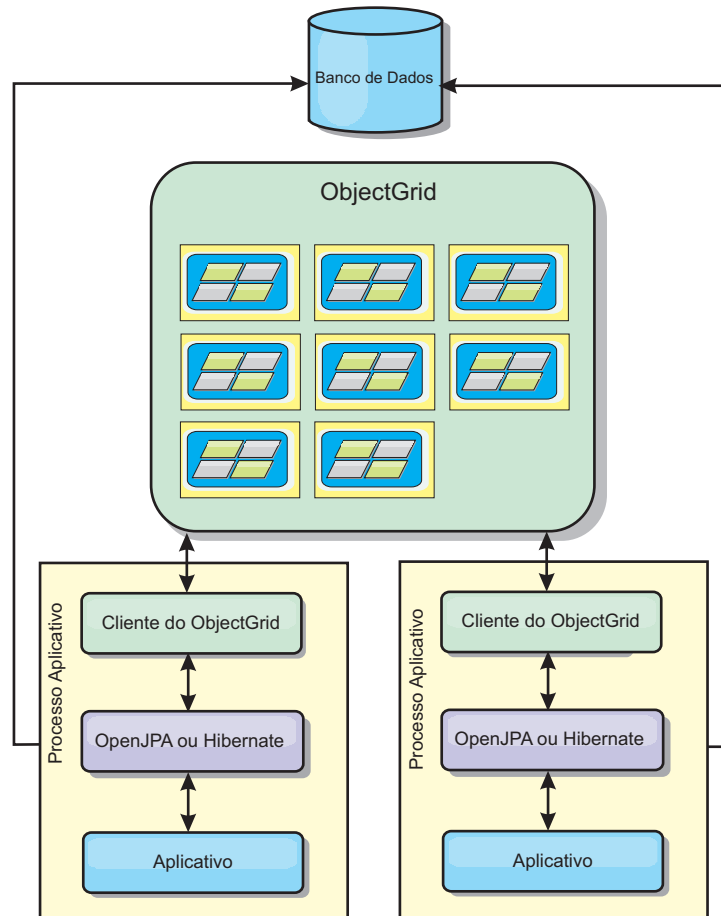 Banco de Dados
ObjectGrid
Processo Aplicativo
Cliente do ObjectGrid
OpenJPA ou Hibernate
Aplicativo
Processo Aplicativo
Cliente do ObjectGrid
OpenJPA ou Hibernate
Aplicativo